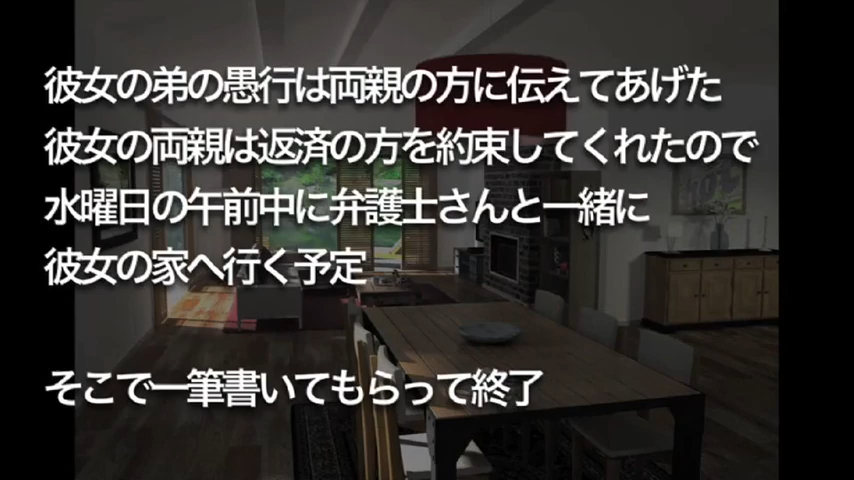 彼女の弟の愚行は両親の方に伝えてあげた
彼女の両親は返済の方を約束してくれたので
水曜日の午前中に弁護士さんと一緒に
彼女の家へ行く予定
そこで一筆書いてもらって終了